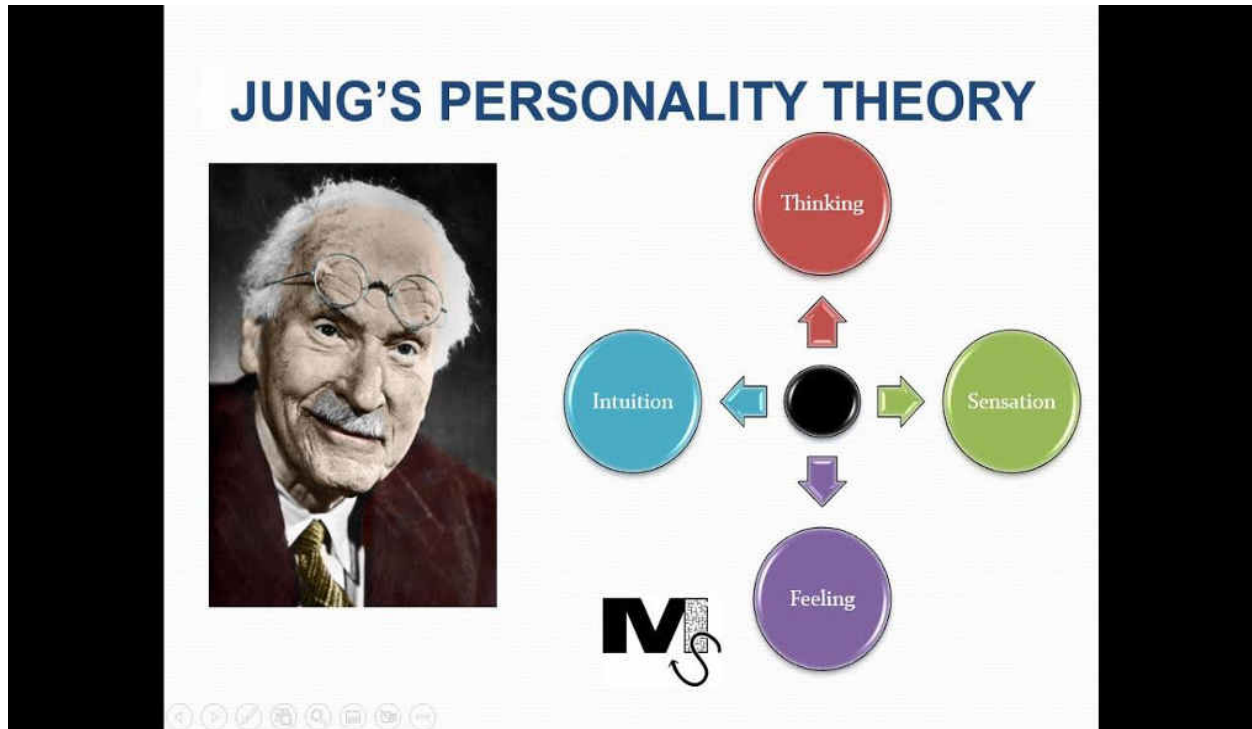 JUNG'S PERSONALITY THEORY
Thinking
Intuition
Sensation
Feeling